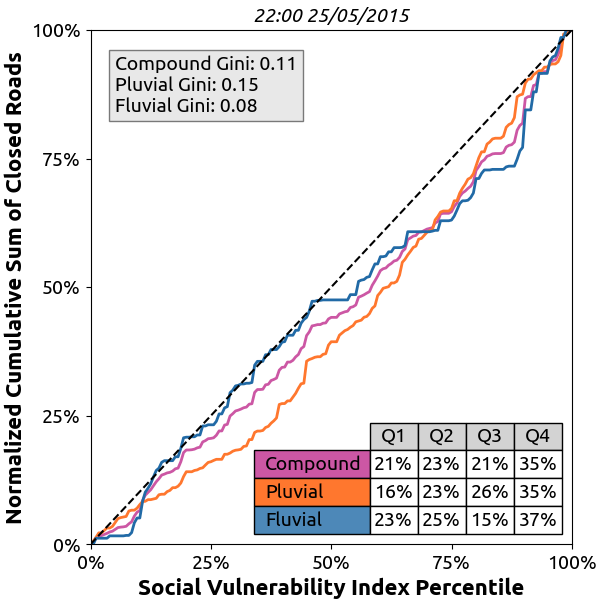 22:00 25/05/2015
Normalized Cumulative Sum of Closed Roads
100%
75%
50%
25%
0%
Compound Gini: 0.11
Pluvial Gini: 0.15
Fluvial Gini: 0.08
Q1 Q2 Q3 Q4
Compound 21% 23% 21% 35%
Pluvial 16% 23% 26% 35%
Fluvial 23% 25% 15% 37%
0% 25% 50% 75% 100%
Social Vulnerability Index Percentile